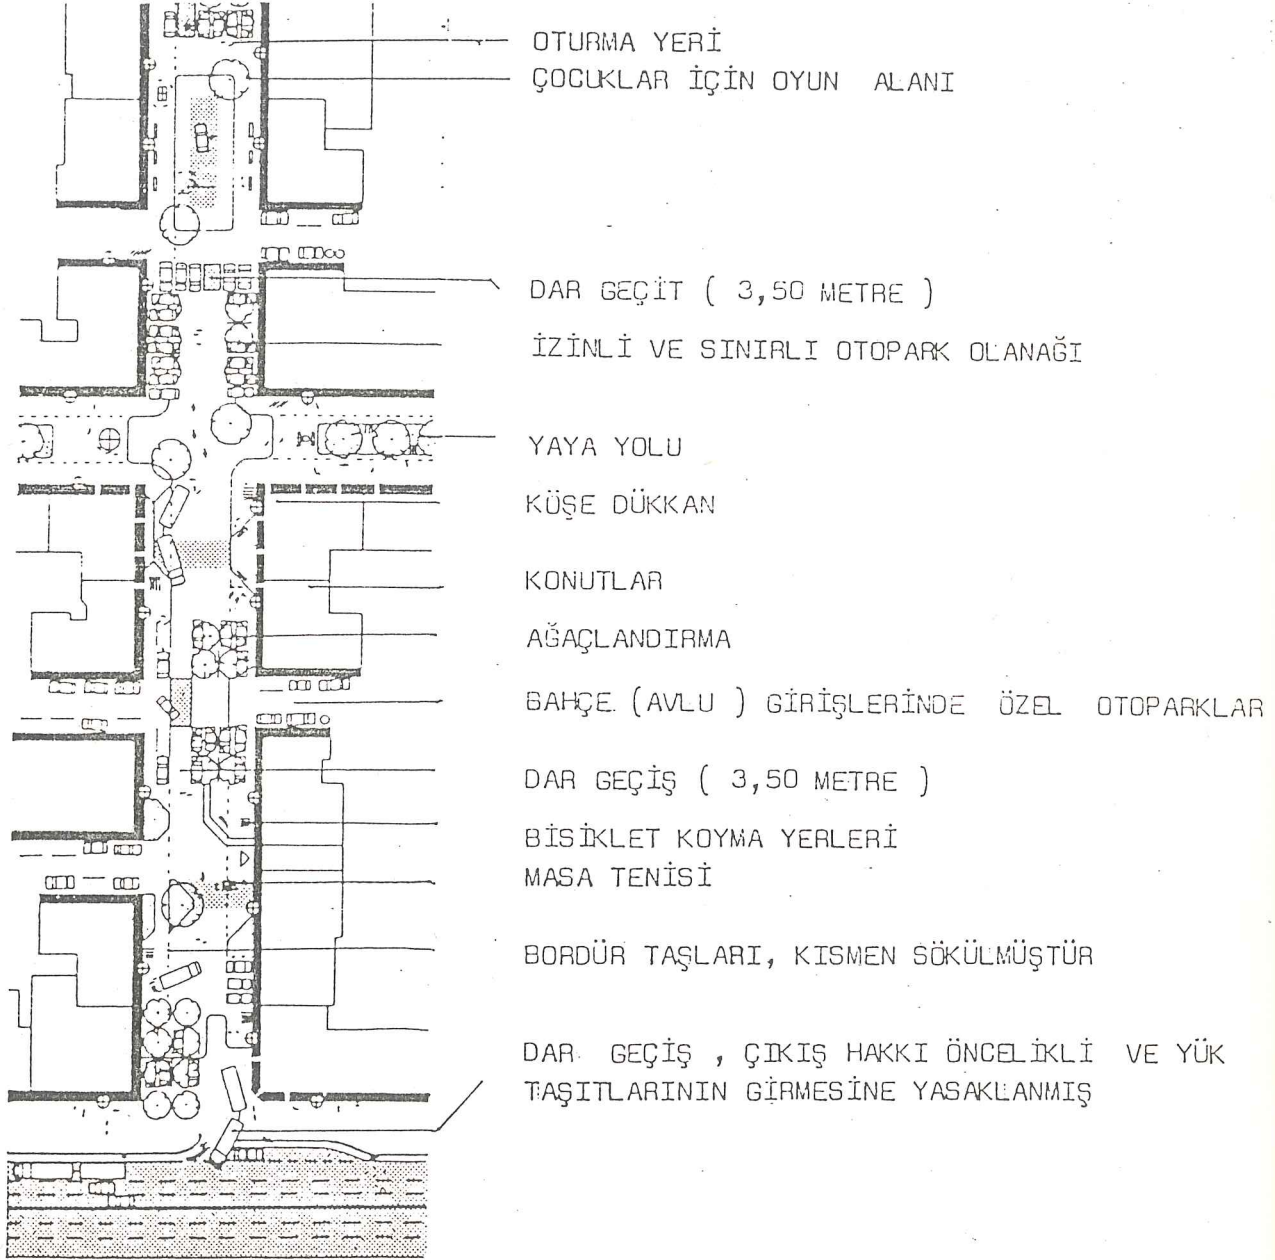 OTURMA YERİ
ÇOCUKLAR İÇİN OYUN ALANI
DAR GEÇİT ( 3,50 METRE )
İZİNLİ VE SINIRLI OTOPARK OLANAĞI
YAYA YOLU
KÖŞE DÜKKAN
KONUTLAR
AĞAÇLANDIRMA
BAHÇE (AVLU ) GİRİŞLERİNDE ÖZEL OTOPARKLAR
DAR GEÇİŞ ( 3,50 METRE )
BİSİKLET KOYMA YERLERİ
MASA TENİSİ
BORDÜR TAŞLARI, KISMEN SÖKÜLMÜŞTÜR
DAR GEÇİŞ , ÇIKIŞ HAKKI ÖNCELİKLİ VE YÜK
TAŞITLARININ GİRMESİNE YASAKLANMIŞ